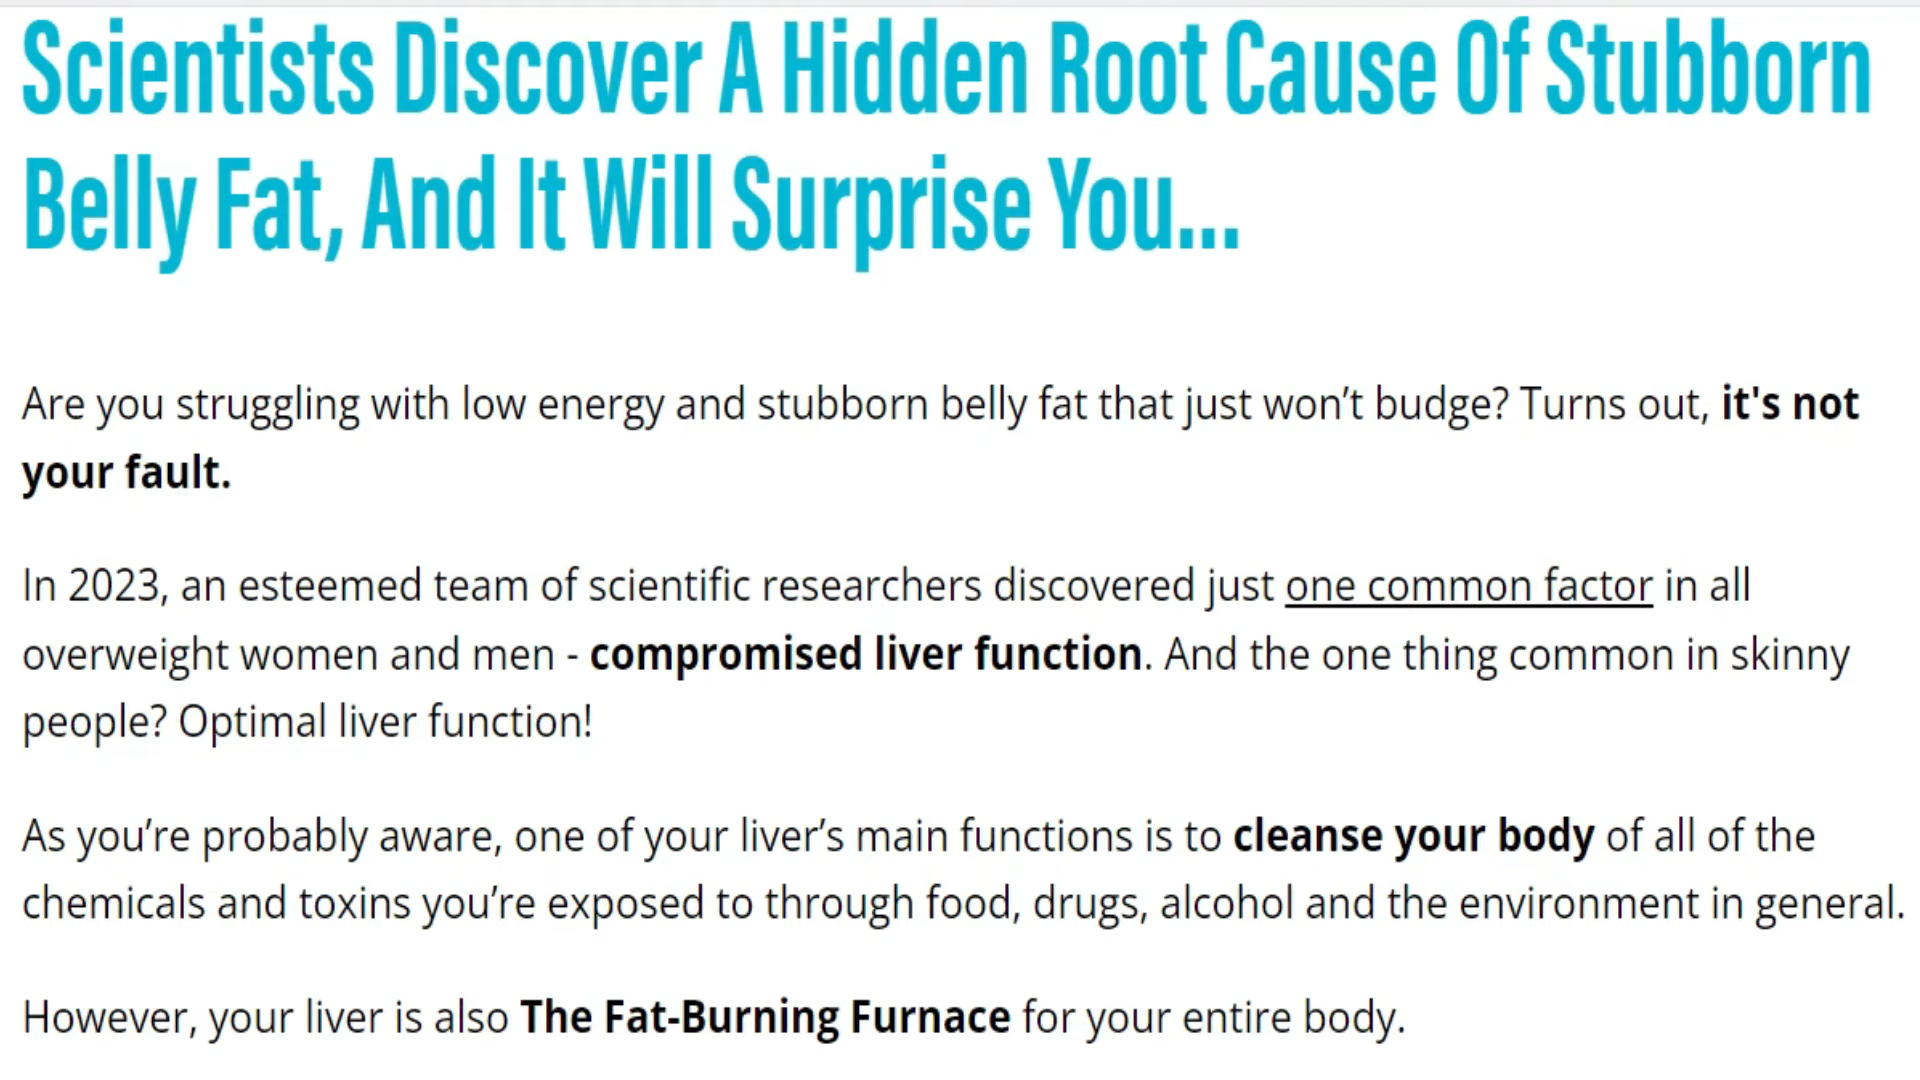 Scientists Discover A Hidden Root Cause Of Stubborn
Belly Fat, And It Will Surprise You...
Are you struggling with low energy and stubborn belly fat that just won’t budge? Turns out, it's not
your fault.
In 2023, an esteemed team of scientific researchers discovered just one common factor in all
overweight women and men - compromised liver function. And the one thing common in skinny
people? Optimal liver function!
As you’re probably aware, one of your liver’s main functions is to cleanse your body of all of the
chemicals and toxins you’re exposed to through food, drugs, alcohol and the environment in general.
However, your liver is also The Fat-Burning Furnace for your entire body.